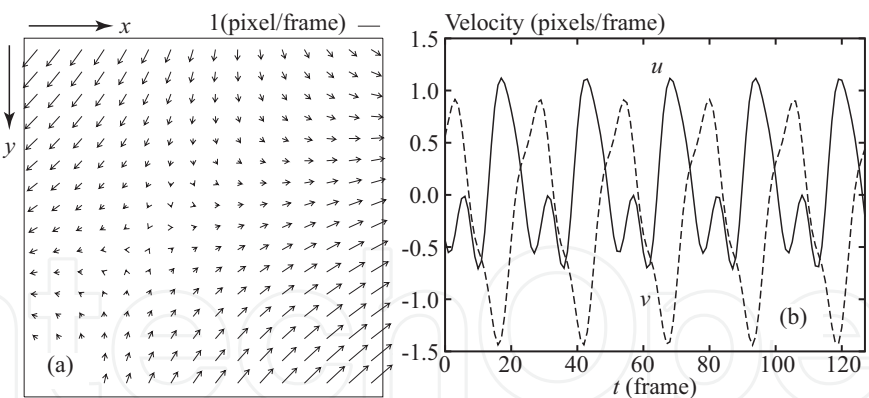 x 1(pixel/frame)
y
(a)
Velocity (pixels/frame)
1.5
1.0
0.5
0.0
-0.5
-1.0
-1.5
u
v
(b)
0 20 40 60 80 100 120
t (frame)